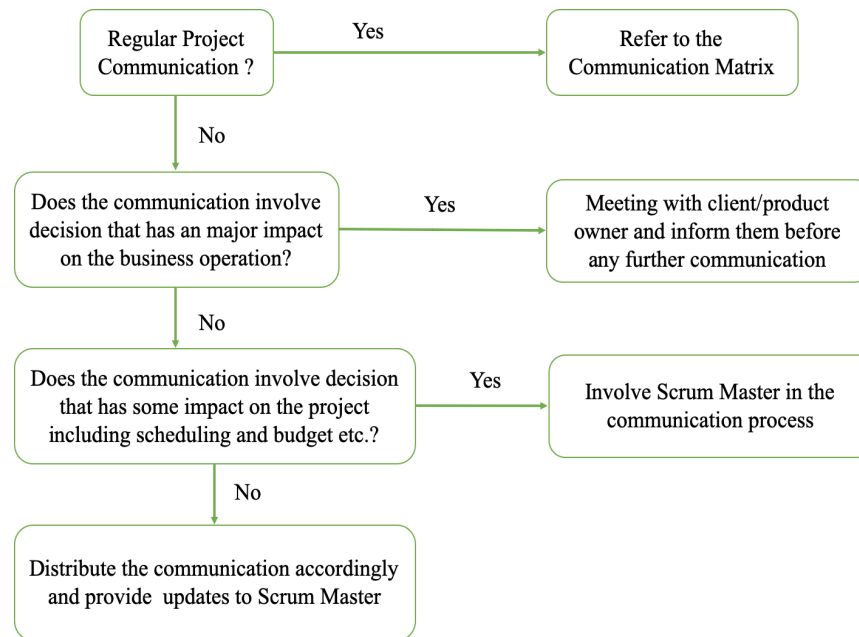 Regular Project
Communication ?
Yes
Refer to the
Communication Matrix
No
Does the communication involve
decision that has an major impact
on the business operation?
Yes
Meeting with client/product
owner and inform them before
any further communication
No
Does the communication involve decision
that has some impact on the project
including scheduling and budget etc.?
Yes
Involve Scrum Master in the
communication process
No
Distribute the communication accordingly
and provide updates to Scrum Master